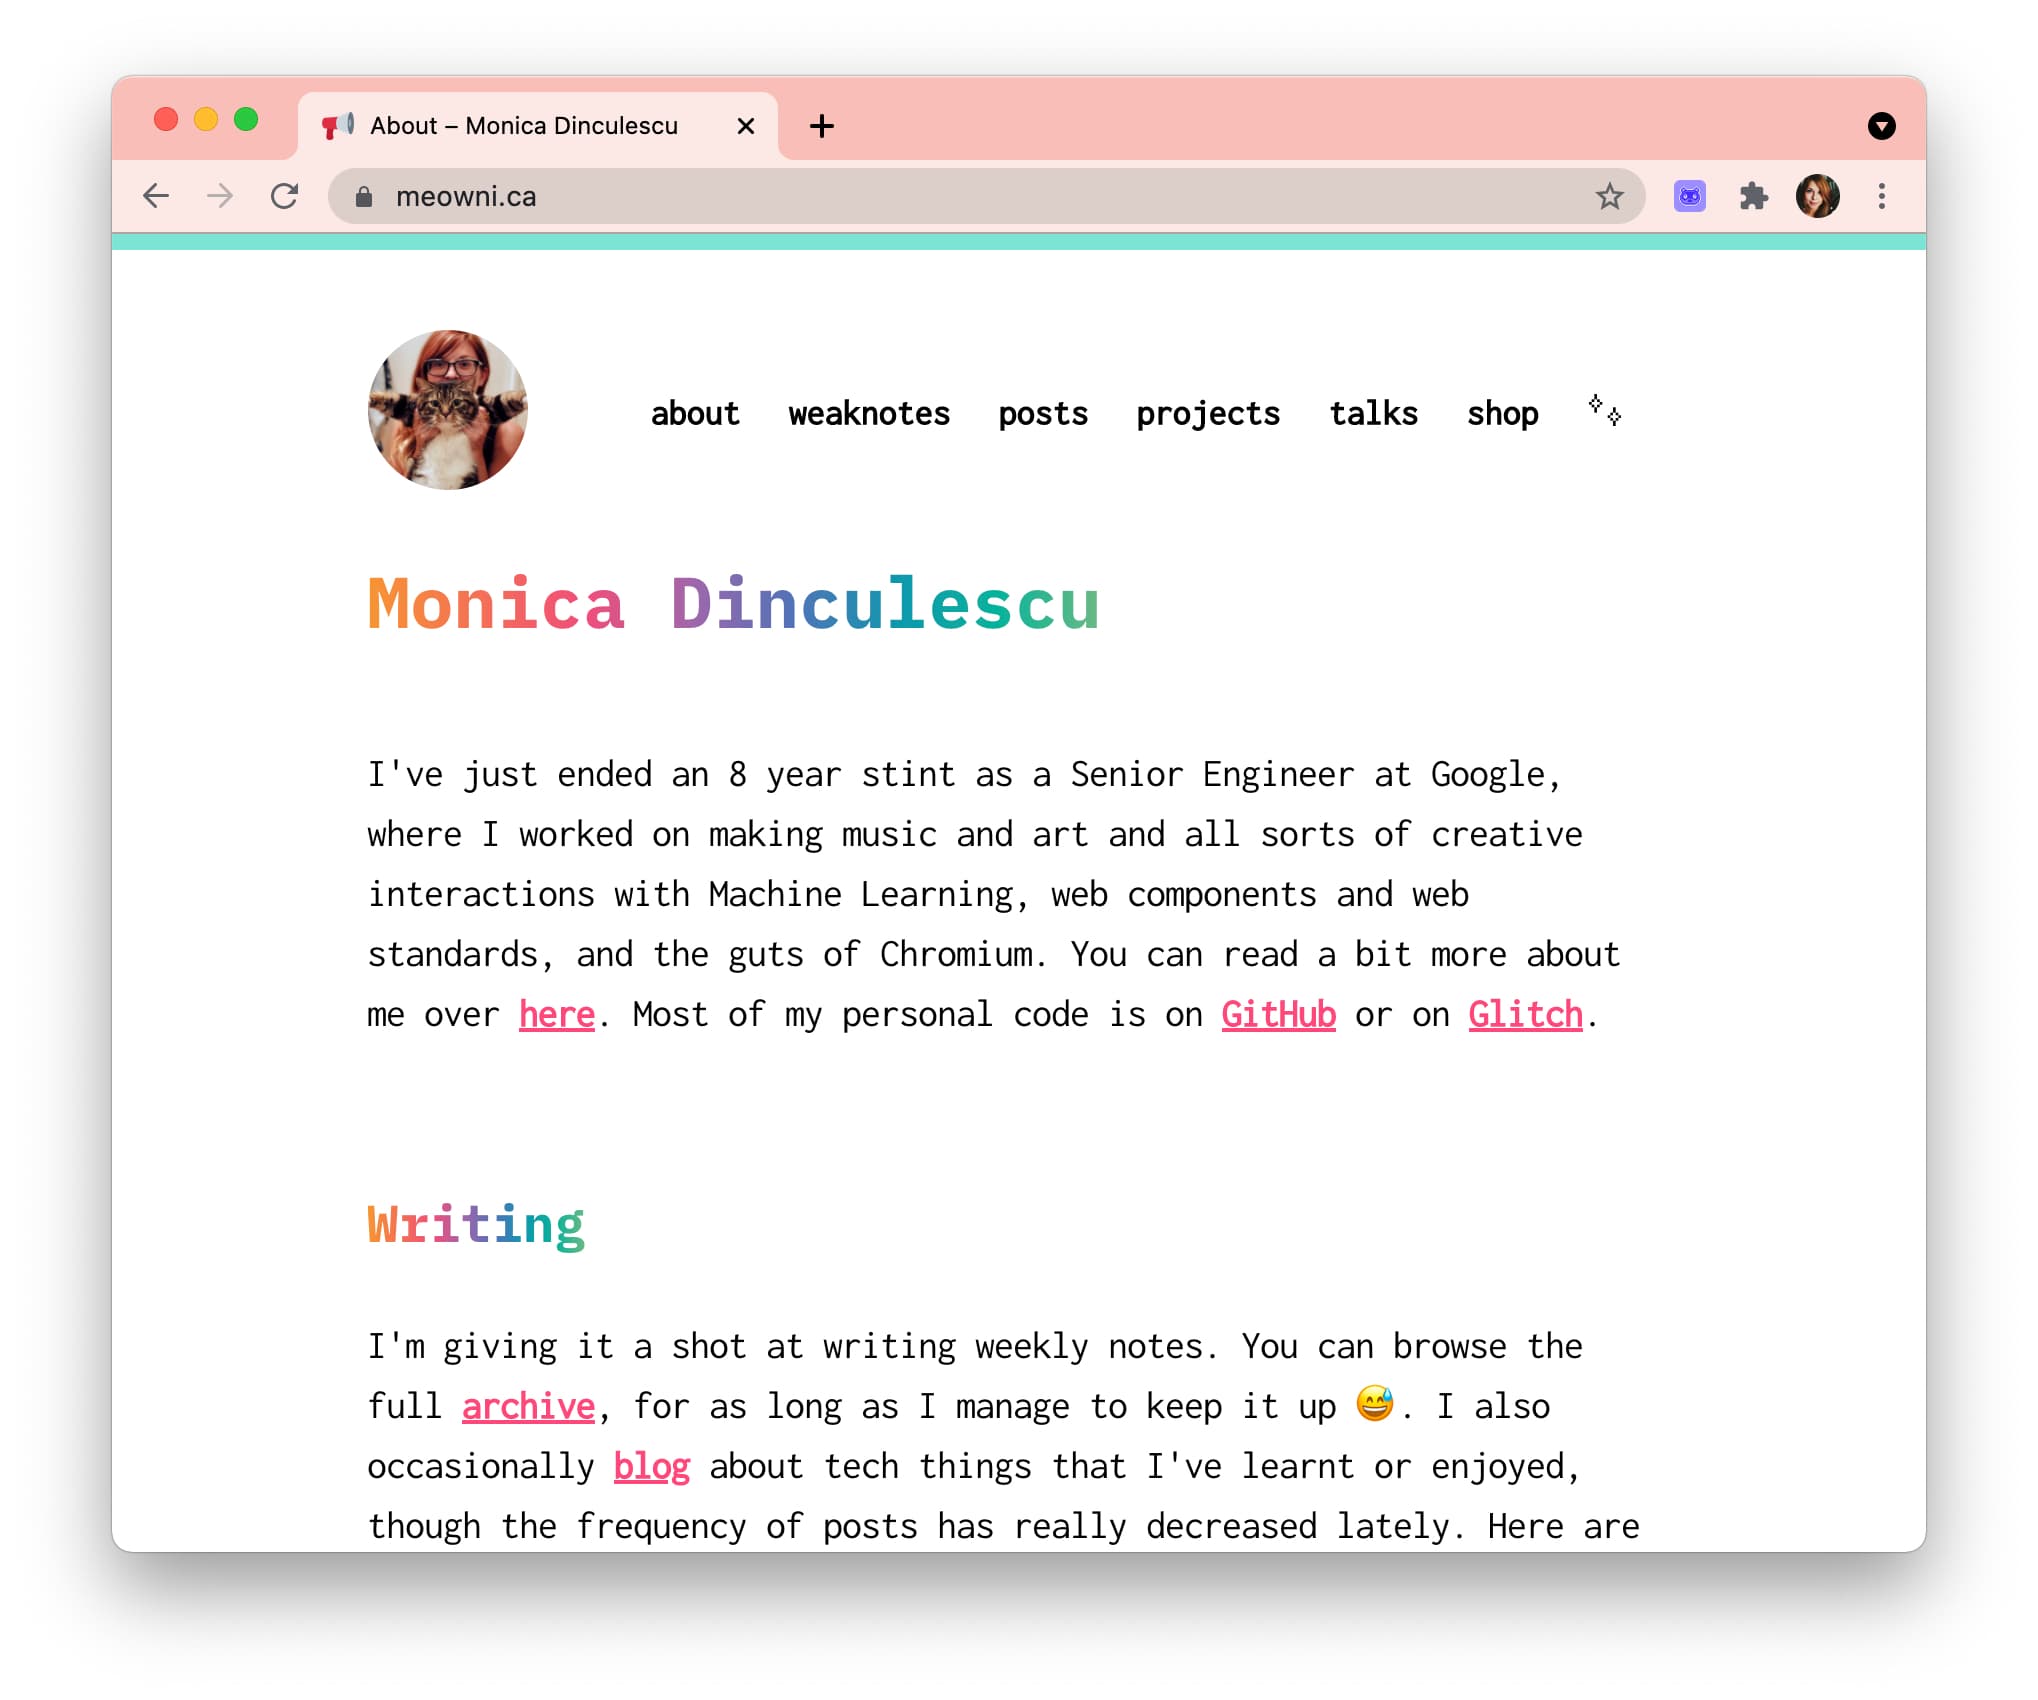 About – Monica Dinculescu
meowni.ca
about weaknotes posts projects talks shop
Monica Dinculescu
I've just ended an 8 year stint as a Senior Engineer at Google,
where I worked on making music and art and all sorts of creative
interactions with Machine Learning, web components and web
standards, and the guts of Chromium. You can read a bit more about
me over here. Most of my personal code is on GitHub or on Glitch.
Writing
I'm giving it a shot at writing weekly notes. You can browse the
full archive, for as long as I manage to keep it up 😅. I also
occasionally blog about tech things that I've learnt or enjoyed,
though the frequency of posts has really decreased lately. Here are